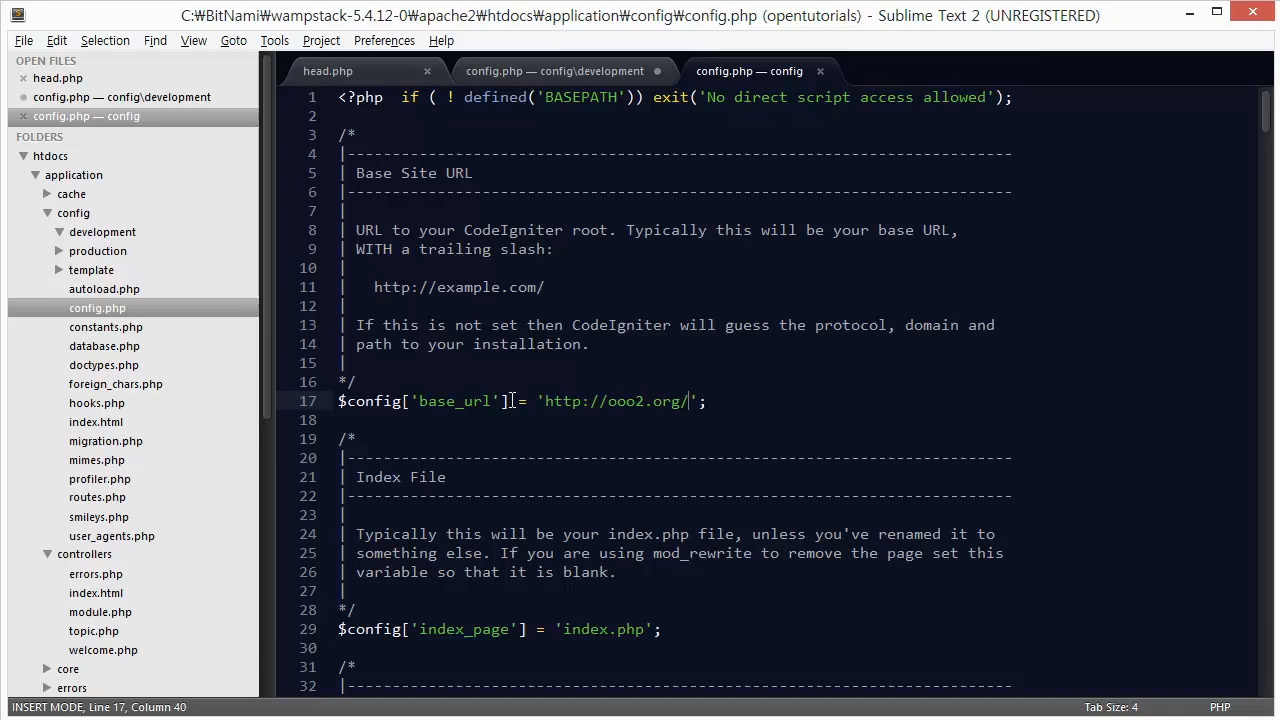 C:₩BitNami₩wampstack-5.4.12-0₩apache2₩htdocs₩application₩config₩config.php (opentutorials) - Sublime Text 2 (UNREGISTERED)
File Edit Selection Find View Goto Tools Project Preferences Help
OPEN FILES
head.php
config.php — config\development
config.php — config
FOLDERS
htdocs
application
cache
config
development
production
template
autoload.php
config.php
constants.php
database.php
doctypes.php
foreign_chars.php
hooks.php
index.html
migration.php
mimes.php
profiler.php
routes.php
smileys.php
user_agents.php
controllers
errors.php
index.html
module.php
topic.php
welcome.php
core
errors
head.php config.php — config\development config.php — config
1 <?php  if ( ! defined('BASEPATH')) exit('No direct script access allowed');
2
3 /*
4 |--------------------------------------------------------------------------
5 | Base Site URL
6 |--------------------------------------------------------------------------
7 |
8 | URL to your CodeIgniter root. Typically this will be your base URL,
9 | WITH a trailing slash:
10 |
11 |   http://example.com/
12 |
13 | If this is not set then CodeIgniter will guess the protocol, domain and
14 | path to your installation.
15 |
16 */
17 $config['base_url'] = 'http://ooo2.org/';
18
19 /*
20 |--------------------------------------------------------------------------
21 | Index File
22 |--------------------------------------------------------------------------
23 |
24 | Typically this will be your index.php file, unless you've renamed it to
25 | something else. If you are using mod_rewrite to remove the page set this
26 | variable so that it is blank.
27 |
28 */
29 $config['index_page'] = 'index.php';
30
31 /*
32 |--------------------------------------------------------------------------
INSERT MODE, Line 17, Column 40 Tab Size: 4 PHP